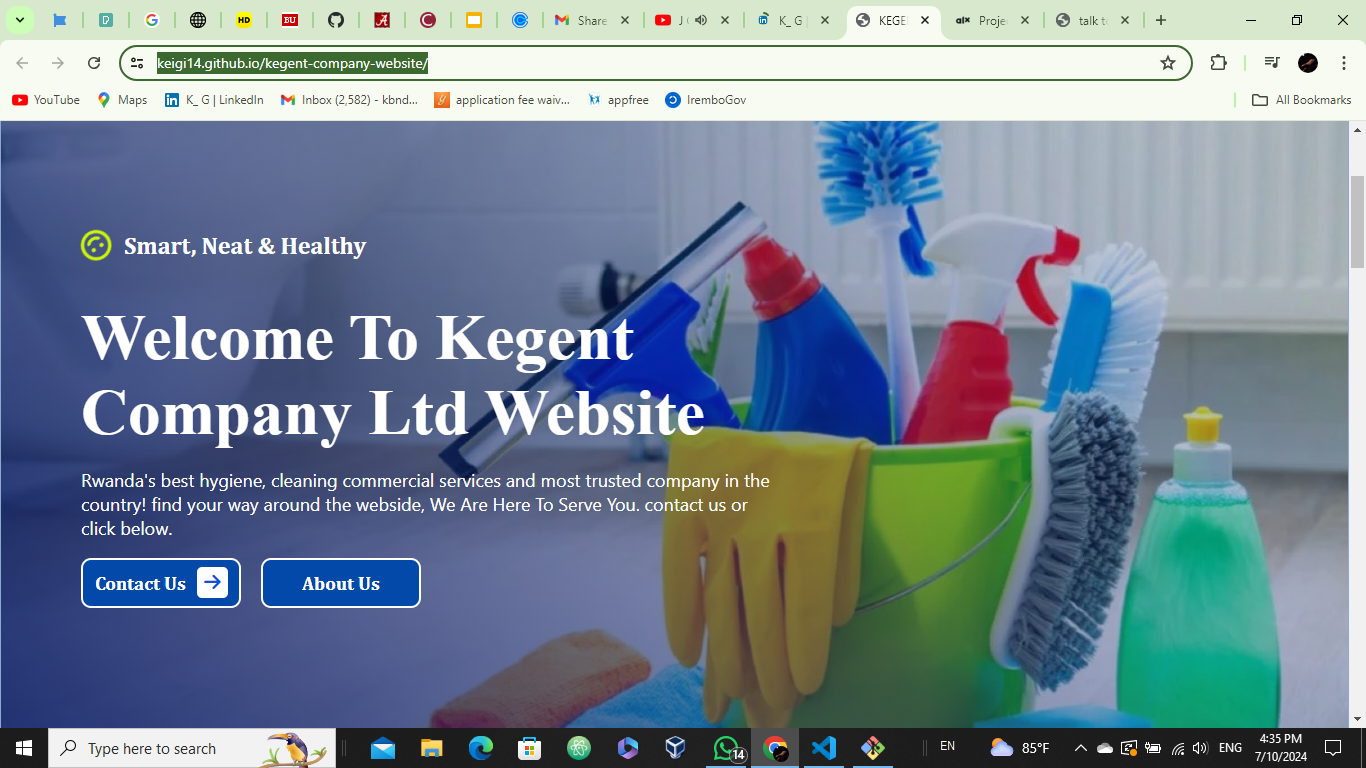 HD
BU
Share
J (
K_ G |
KEGE
alx Proje
talk to
keigi14.github.io/kegent-company-website/
YouTube
Maps
K_ G | LinkedIn
Inbox (2,582) - kbnd...
application fee waiv...
appfree
IremboGov
All Bookmarks
Smart, Neat & Healthy
Welcome To Kegent
Company Ltd Website
Rwanda's best hygiene, cleaning commercial services and most trusted company in the
country! find your way around the webside, We Are Here To Serve You. contact us or
click below.
Contact Us
About Us
Type here to search
14
EN
85°F
ENG
4:35 PM
7/10/2024